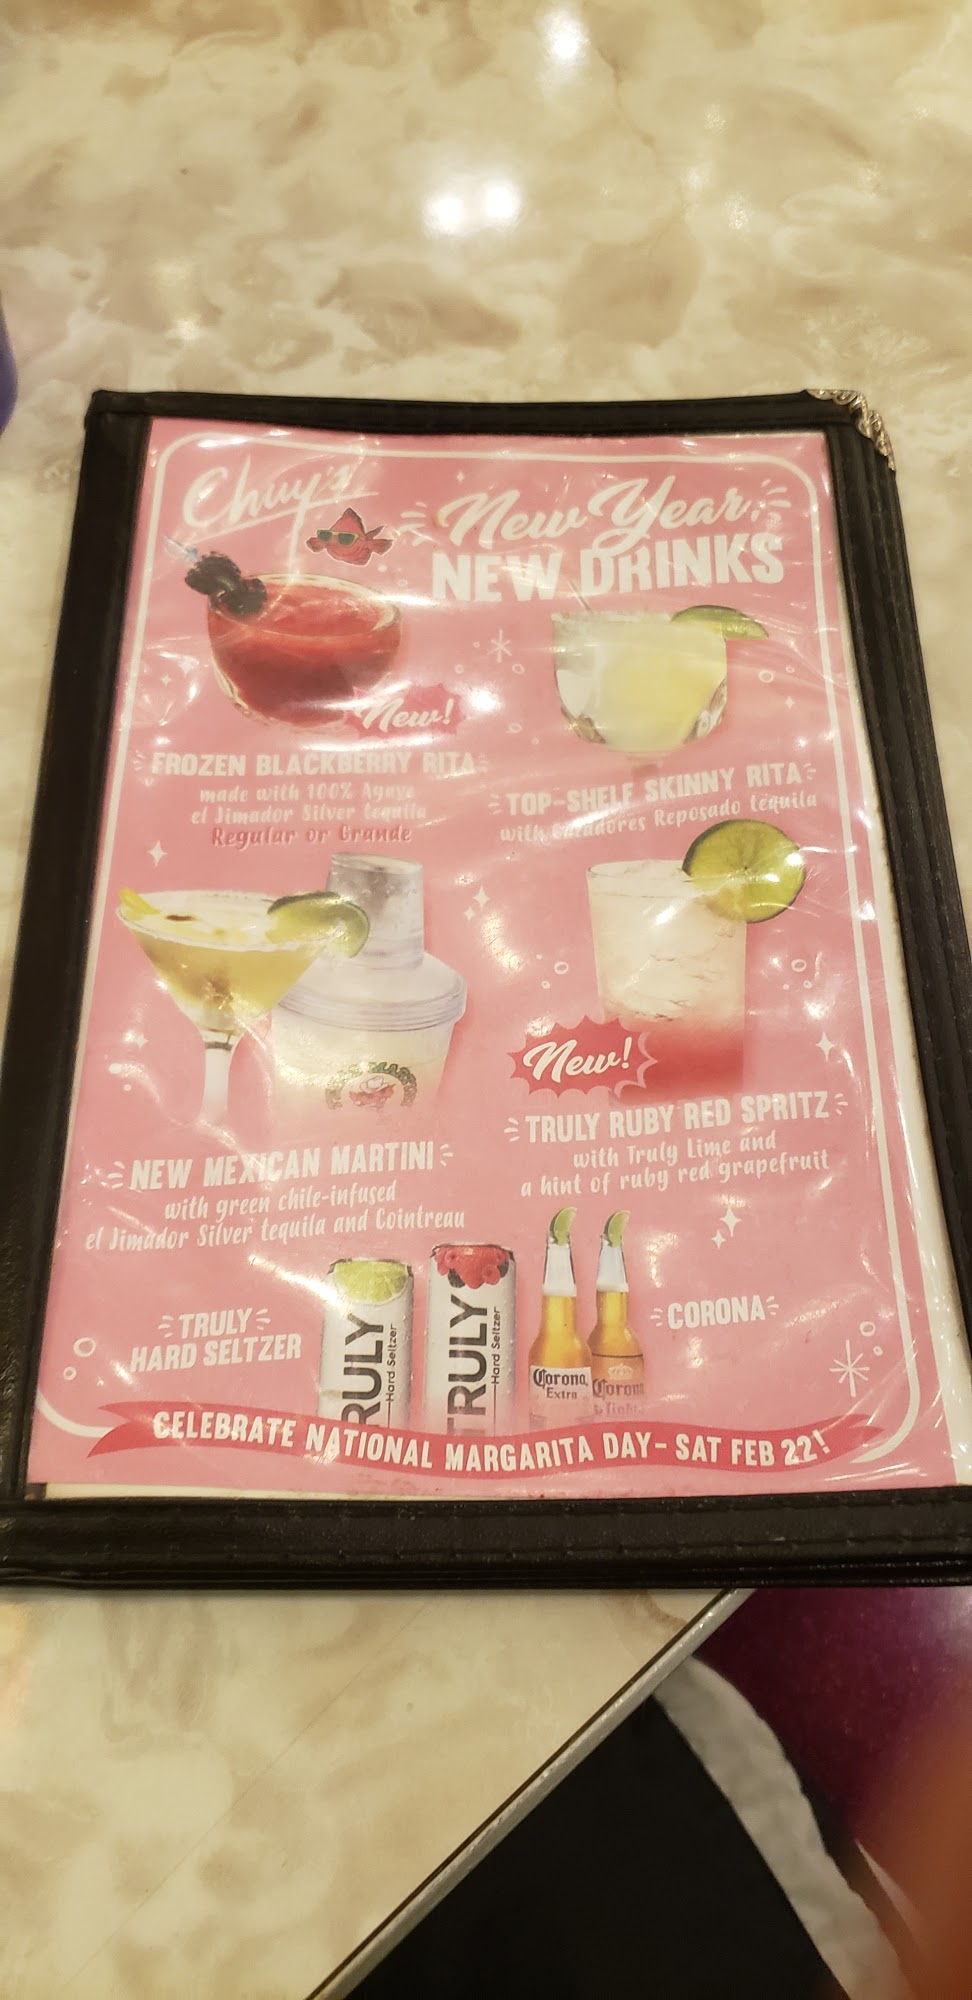 Chuy's
New Year
NEW DRINKS
New!
FROZEN BLACKBERRY RITA
made with 100% Agave
el Jimador Silver tequila
Regular or Grande
TOP-SHELF SKINNY RITA
with Cazadores Reposado tequila
NEW MEXICAN MARTINI
with green chile-infused
el Jimador Silver tequila and Cointreau
New!
TRULY RUBY RED SPRITZ
with Truly Lime and
a hint of ruby red grapefruit
TRULY
HARD SELTZER
RULY
Hard Seltzer
TRULY
Hard Seltzer
Corona
Extra
Corona
Light
CORONA
CELEBRATE NATIONAL MARGARITA DAY - SAT FEB 22!